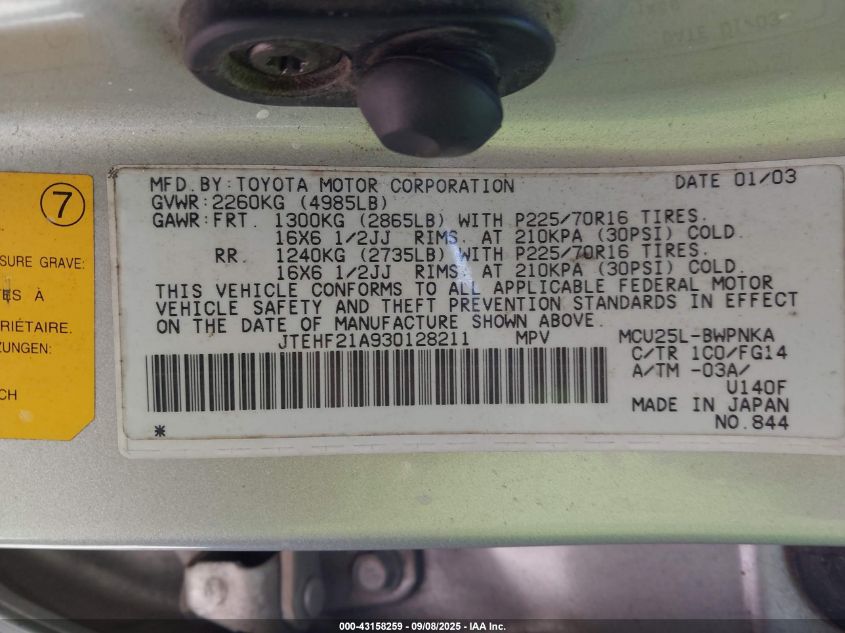 DATE 01/03
7
SURE GRAVE:
ES À
RIÉTAIRE.
ZUNGEN:
CH
MFD. BY: TOYOTA MOTOR CORPORATION DATE 01/03
GVWR: 2260KG (4985LB)
GAWR: FRT. 1300KG (2865LB) WITH P225/70R16 TIRES.
16X6 1/2JJ RIMS. AT 210KPA (30PSI) COLD.
RR. 1240KG (2735LB) WITH P225/70R16 TIRES.
16X6 1/2JJ RIMS. AT 210KPA (30PSI) COLD.
THIS VEHICLE CONFORMS TO ALL APPLICABLE FEDERAL MOTOR
VEHICLE SAFETY AND THEFT PREVENTION STANDARDS IN EFFECT
ON THE DATE OF MANUFACTURE SHOWN ABOVE.
JTEHF21A930128211 MPV MCU25L-BWPNKA
C/TR 1C0/FG14
A/TM -03A/
U140F
MADE IN JAPAN
* NO.844
000-43158259 - 09/08/2025 - IAA Inc.